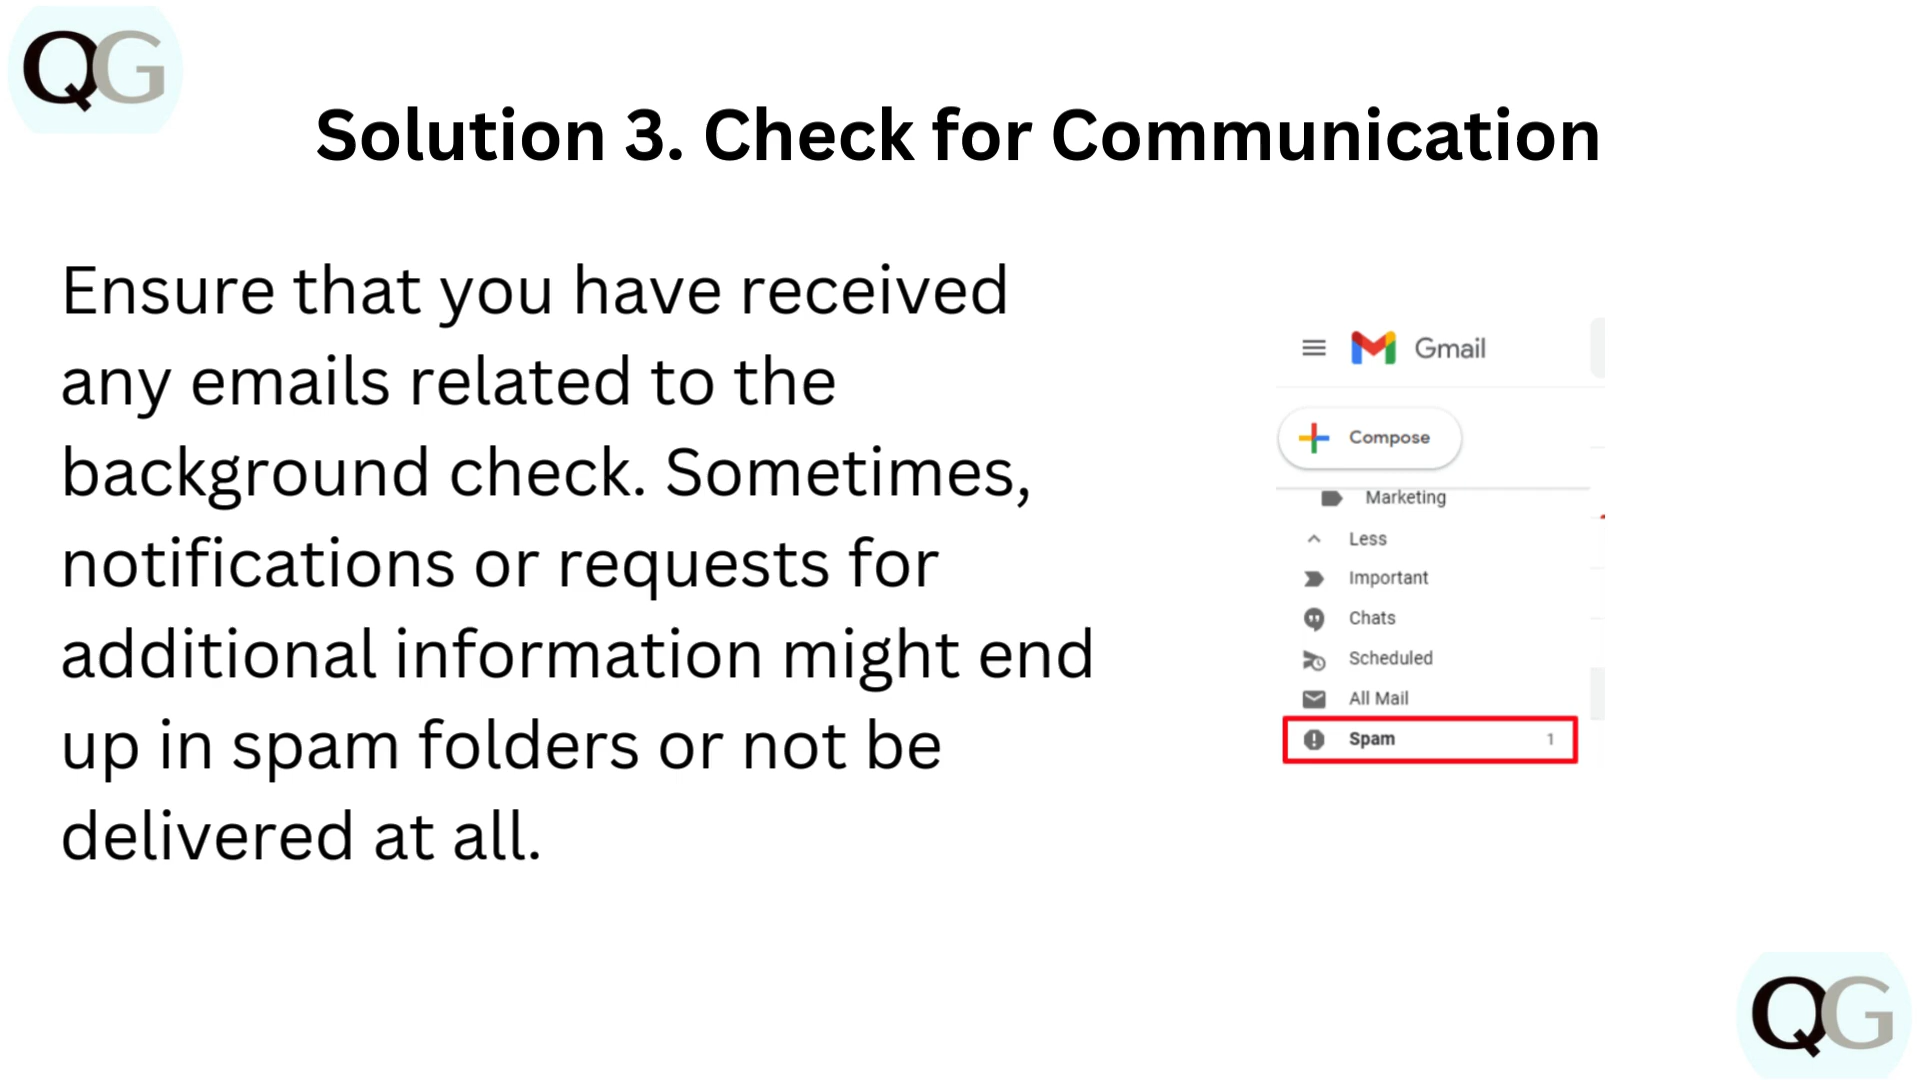 QG
Solution 3. Check for Communication
Ensure that you have received
any emails related to the
background check. Sometimes,
notifications or requests for
additional information might end
up in spam folders or not be
delivered at all.
Gmail
Compose
Marketing
Less
Important
Chats
Scheduled
All Mail
Spam 1
QG